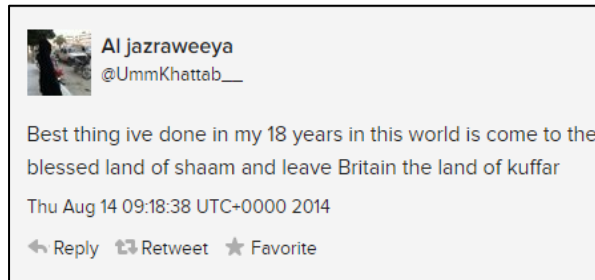 Al jazraweeya
@UmmKhattab__
Best thing ive done in my 18 years in this world is come to the
blessed land of shaam and leave Britain the land of kuffar
Thu Aug 14 09:18:38 UTC+0000 2014
Reply Retweet Favorite